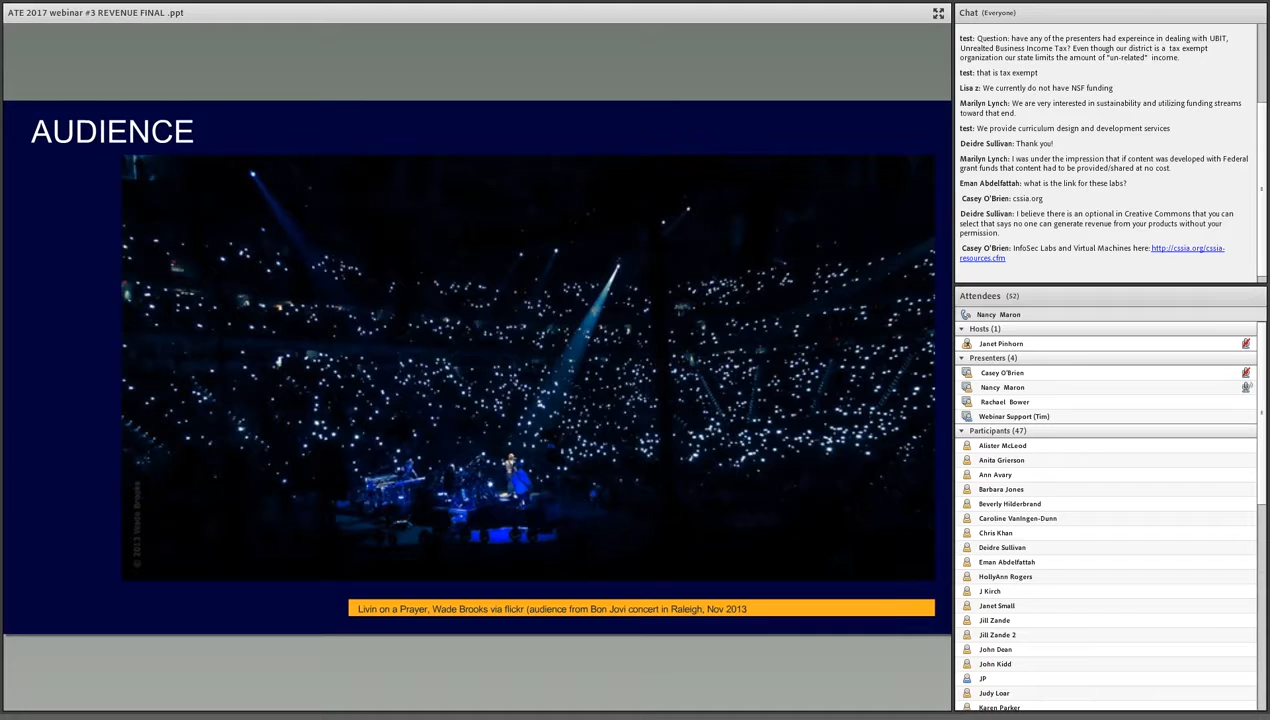 ATE 2017 webinar #3 REVENUE FINAL .ppt
AUDIENCE
© 2013 Wade Brooks
Livin on a Prayer, Wade Brooks via flickr (audience from Bon Jovi concert in Raleigh, Nov 2013
Chat (Everyone)
test: Question: have any of the presenters had expereince in dealing with UBIT,
Unrealted Business Income Tax? Even though our district is a tax exempt
organization our state limits the amount of "un-related" income.
test: that is tax exempt
Lisa z: We currently do not have NSF funding
Marilyn Lynch: We are very interested in sustainability and utilizing funding streams
toward that end.
test: We provide curriculum design and development services
Deidre Sullivan: Thank you!
Marilyn Lynch: I was under the impression that if content was developed with Federal
grant funds that content had to be provided/shared at no cost.
Eman Abdelfattah: what is the link for these labs?
Casey O'Brien: cssia.org
Deidre Sullivan: I believe there is an optional in Creative Commons that you can
select that says no one can generate revenue from your products without your
permission.
Casey O'Brien: InfoSec Labs and Virtual Machines here: http://cssia.org/cssia-
resources.cfm
Attendees (52)
Nancy Maron
Hosts (1)
Janet Pinhorn
Presenters (4)
Casey O'Brien
Nancy Maron
Rachael Bower
Webinar Support (Tim)
Participants (47)
Alister McLeod
Anita Grierson
Ann Avary
Barbara Jones
Beverly Hilderbrand
Caroline VanIngen-Dunn
Chris Khan
Deidre Sullivan
Eman Abdelfattah
HollyAnn Rogers
J Kirch
Janet Small
Jill Zande
Jill Zande 2
John Dean
John Kidd
JP
Judy Loar
Karen Parker